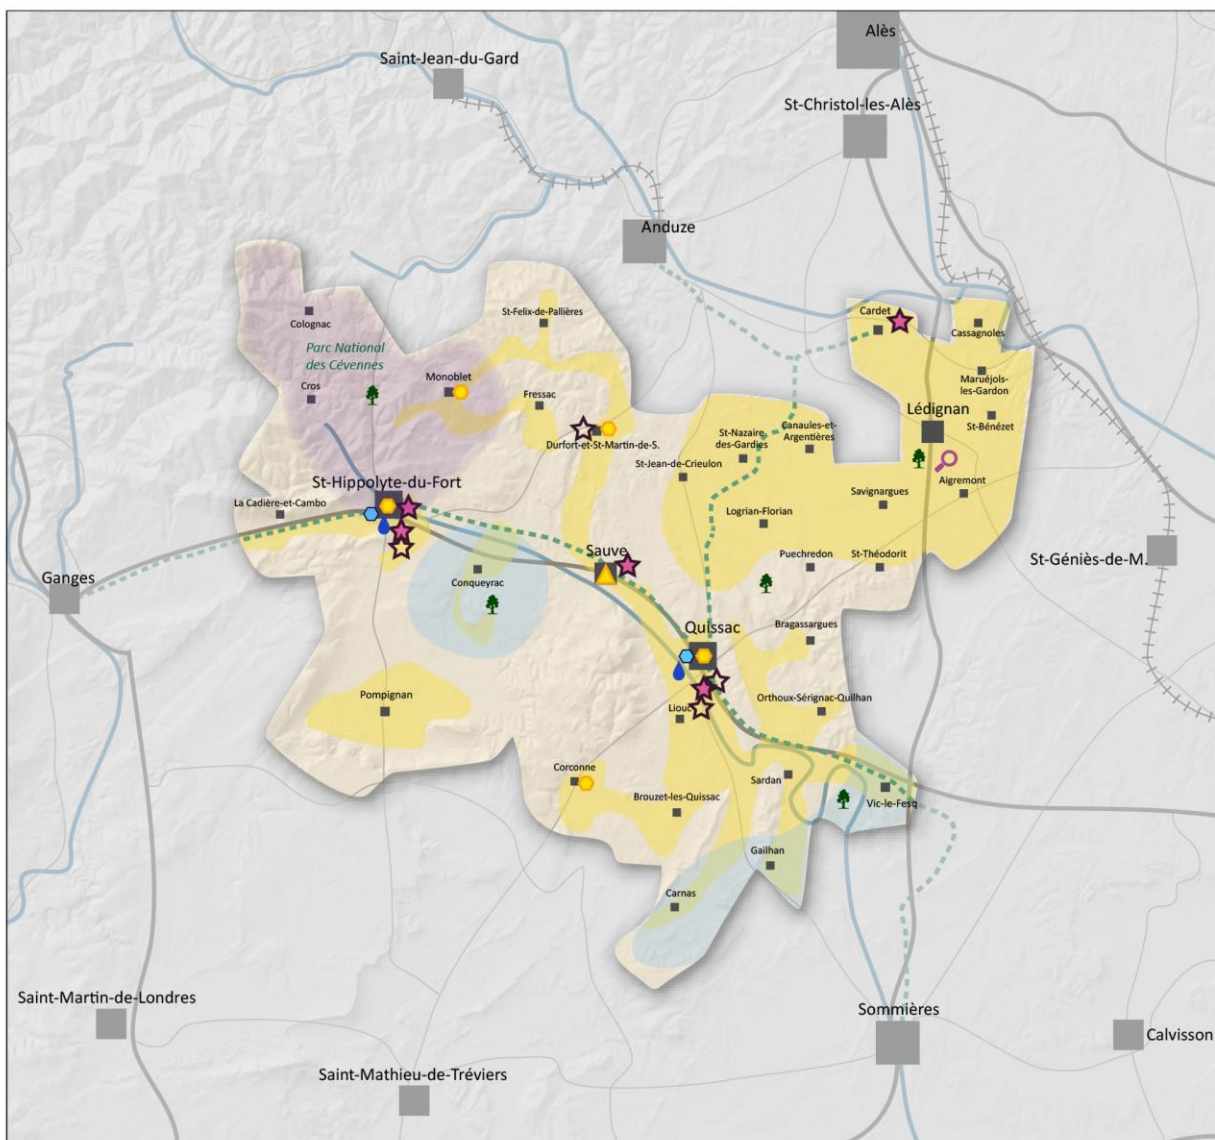 Alès
Saint-Jean-du-Gard
St-Christol-les-Alès
Anduze
St-Felix-de-Pallières
Cardet
Cassagnoles
Colognac
Parc National
des Cévennes
Monoblet
Cros
Fressac
Maruéjols-
les-Gardon
Lédignan
St-Bénézet
Durfort-et-St-Martin-de-S.
St-Nazaire
des-Gardies
Canaules-et-
Argentières
St-Jean-de-Crieulon
St-Hippolyte-du-Fort
Aigremont
Savignargues
La Cadière-et-Cambo
Logrian-Florian
Sauve
Puechredon
St-Théodorit
St-Géniès-de-M.
Ganges
Conqueyrac
Quissac
Bragassargues
Pompignan
Orthoux-Sérignac-Quilhan
Liouc
Corconne
Sardan
Brouzet-les-Quissac
Vic-le-Fesq
Gailhan
Carnas
Saint-Martin-de-Londres
Sommières
Calvisson
Saint-Mathieu-de-Tréviers